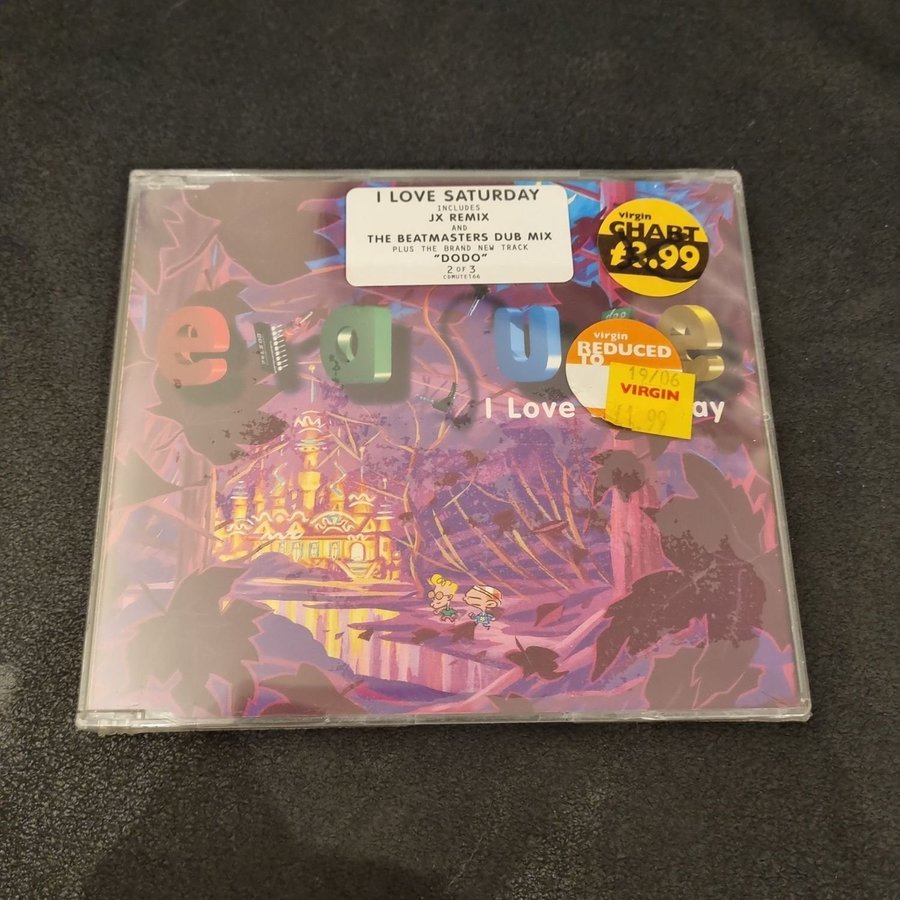 I LOVE SATURDAY
INCLUDES
JX REMIX
AND
THE BEATMASTERS DUB MIX
PLUS THE BRAND NEW TRACK
"DODO"
2 OF 3
CDMUTE166
virgin
CHART
£3.99
e a u e
virgin
REDUCED
TO
19/06
VIRGIN
£1.99
I Love ay